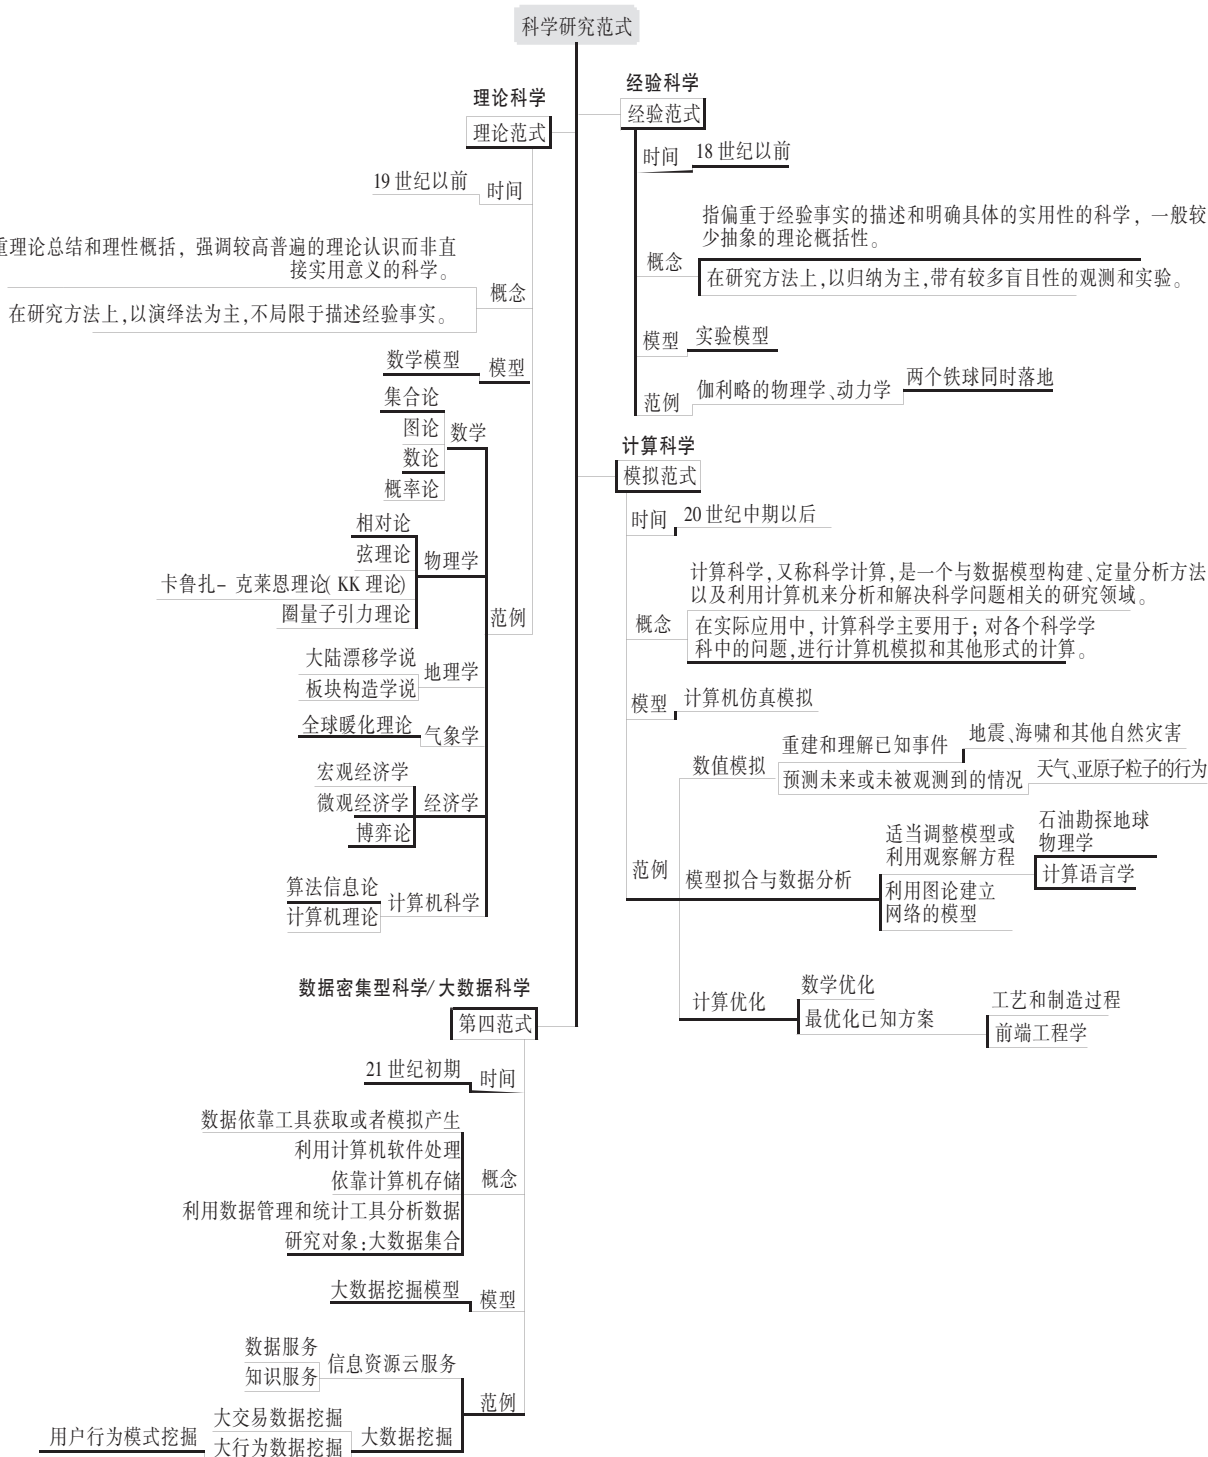 科学研究范式
经验科学
经验范式
时间
18世纪以前
概念
指偏重于经验事实的描述和明确具体的实用性的科学，一般较
少抽象的理论概括性。
在研究方法上,以归纳为主,带有较多盲目性的观测和实验。
模型
实验模型
范例
伽利略的物理学、动力学
两个铁球同时落地
理论科学
理论范式
时间
19世纪以前
概念
重理论总结和理性概括，强调较高普遍的理论认识而非直
接实用意义的科学。
在研究方法上,以演绎法为主,不局限于描述经验事实。
模型
数学模型
范例
数学
集合论
图论
数论
概率论
物理学
相对论
弦理论
卡鲁扎-克莱恩理论(KK理论)
圈量子引力理论
地理学
大陆漂移学说
板块构造学说
气象学
全球暖化理论
经济学
宏观经济学
微观经济学
博弈论
计算机科学
算法信息论
计算机理论
计算科学
模拟范式
时间
20世纪中期以后
概念
计算科学,又称科学计算,是一个与数据模型构建、定量分析方法
以及利用计算机来分析和解决科学问题相关的研究领域。
在实际应用中，计算科学主要用于；对各个科学学
科中的问题,进行计算机模拟和其他形式的计算。
模型
计算机仿真模拟
范例
数值模拟
重建和理解已知事件
地震、海啸和其他自然灾害
预测未来或未被观测到的情况
天气、亚原子粒子的行为
模型拟合与数据分析
适当调整模型或
利用观察解方程
石油勘探地球
物理学
计算语言学
利用图论建立
网络的模型
计算优化
数学优化
最优化已知方案
工艺和制造过程
前端工程学
数据密集型科学/大数据科学
第四范式
时间
21世纪初期
概念
数据依靠工具获取或者模拟产生
利用计算机软件处理
依靠计算机存储
利用数据管理和统计工具分析数据
研究对象:大数据集合
模型
大数据挖掘模型
范例
信息资源云服务
数据服务
知识服务
大数据挖掘
大交易数据挖掘
大行为数据挖掘
用户行为模式挖掘